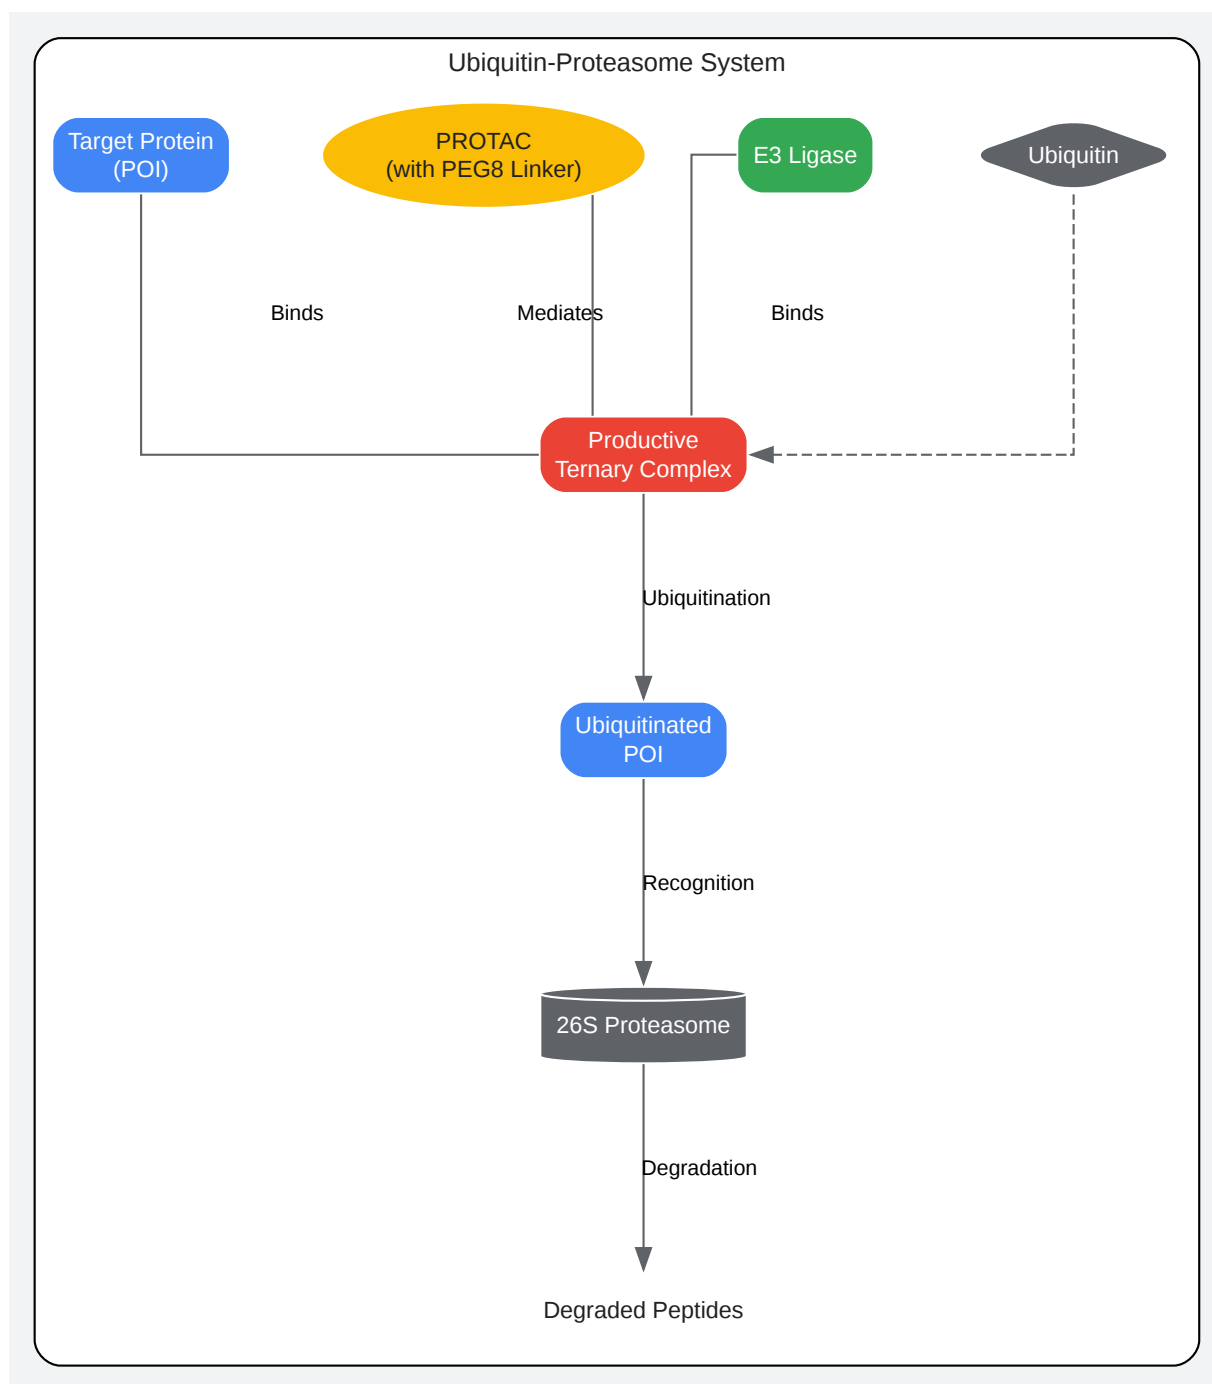 Ubiquitin-Proteasome System
Target Protein
(POI)
PROTAC
(with PEG8 Linker)
E3 Ligase
Ubiquitin
Binds
Mediates
Binds
Productive
Ternary Complex
Ubiquitination
Ubiquitinated
POI
Recognition
26S Proteasome
Degradation
Degraded Peptides